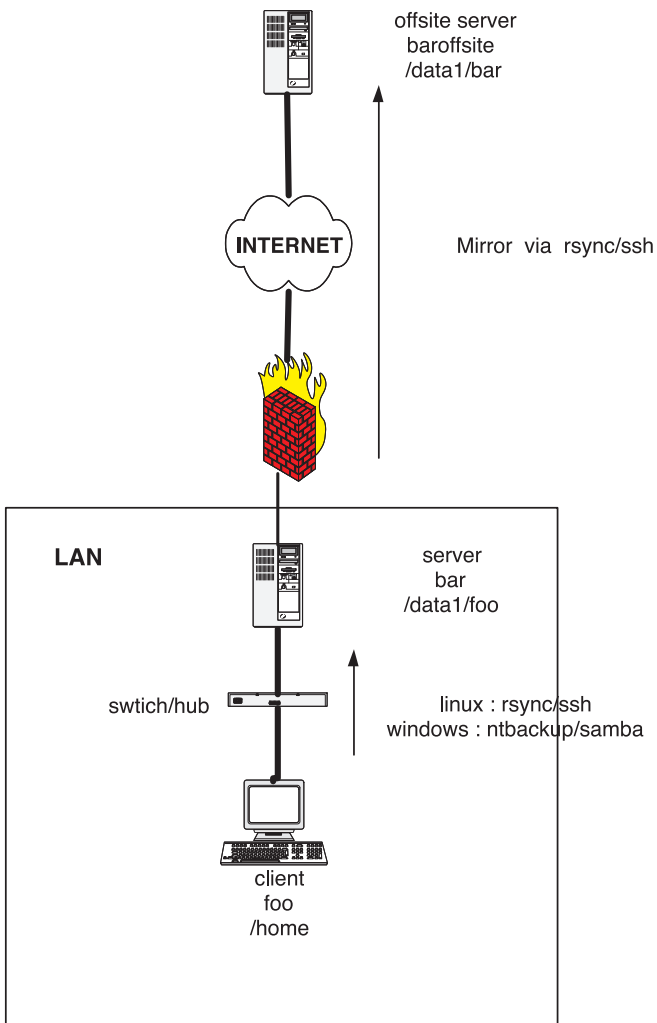 offsite server
baroffsite
/data1/bar
INTERNET
Mirror via rsync/ssh
LAN
server
bar
/data1/foo
swtich/hub
linux : rsync/ssh
windows : ntbackup/samba
client
foo
/home